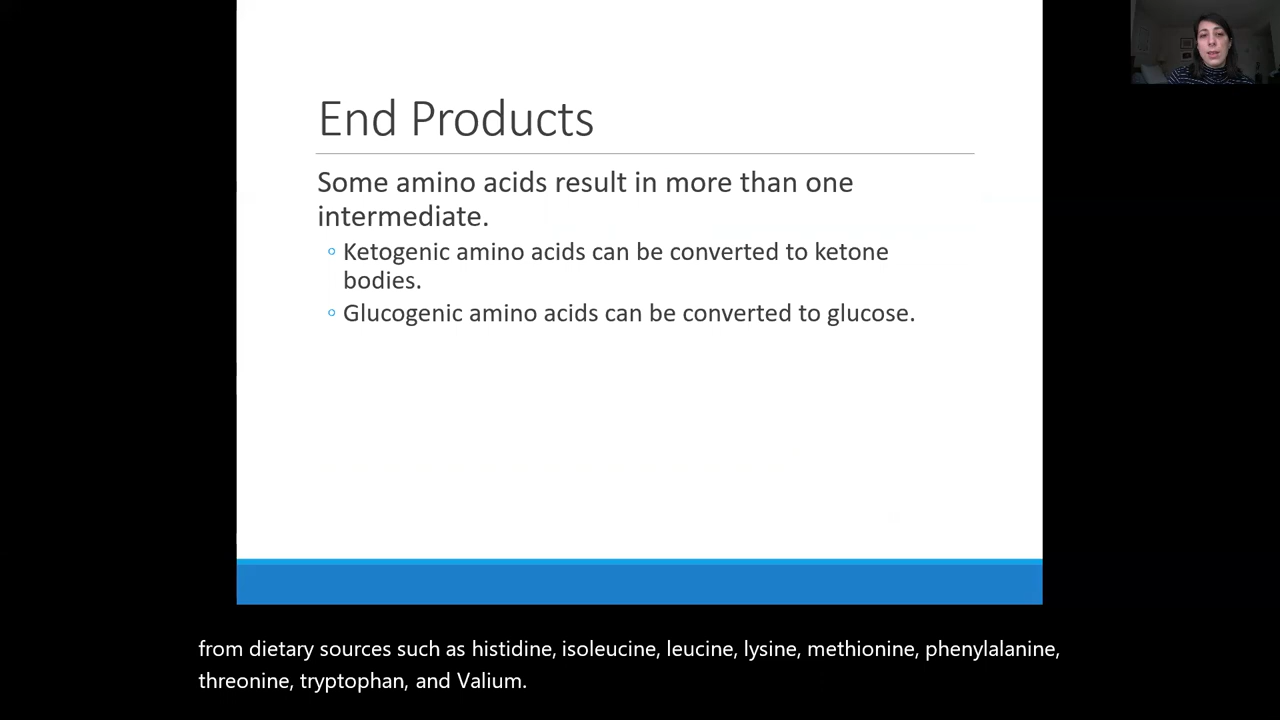 End Products
Some amino acids result in more than one
intermediate.
◦ Ketogenic amino acids can be converted to ketone
bodies.
◦ Glucogenic amino acids can be converted to glucose.
from dietary sources such as histidine, isoleucine, leucine, lysine, methionine, phenylalanine,
threonine, tryptophan, and Valium.